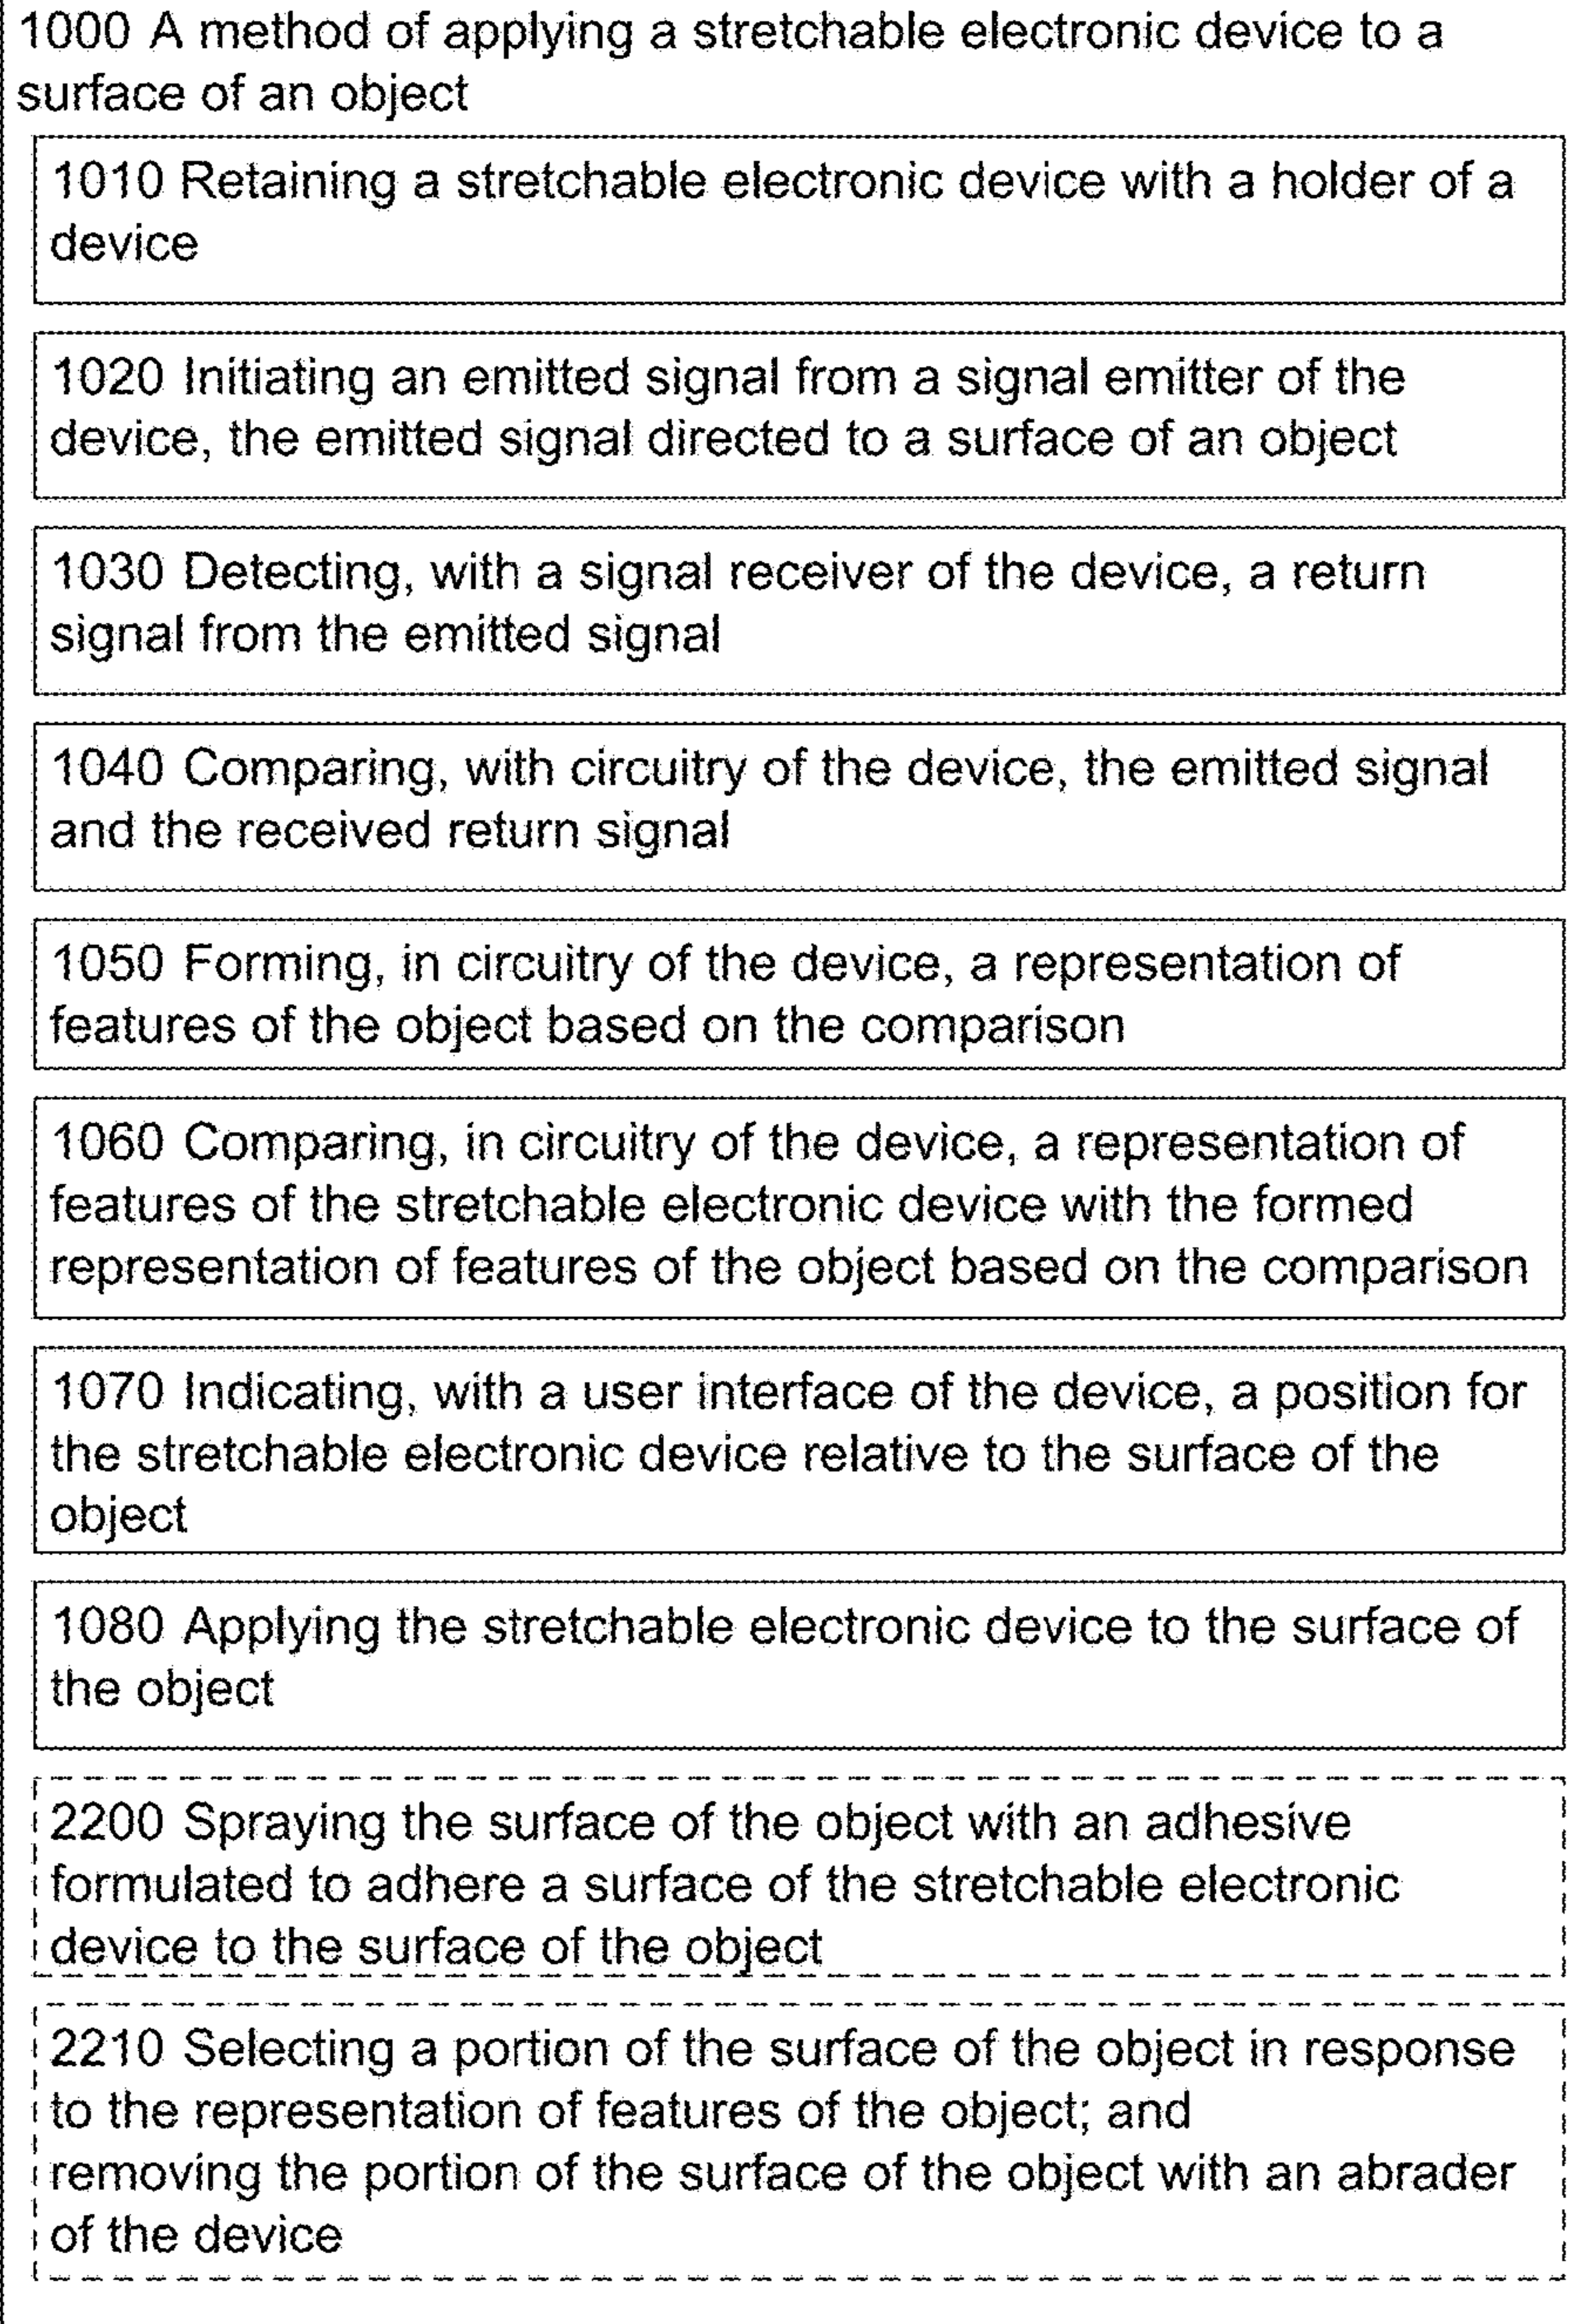 1000 A method of applying a stretchable electronic device to a
surface of an object
1010 Retaining a stretchable electronic device with a holder of a
device
1020 Initiating an emitted signal from a signal emitter of the
device, the emitted signal directed to a surface of an object
1030 Detecting, with a signal receiver of the device, a return
signal from the emitted signal
1040 Comparing, with circuitry of the device, the emitted signal
and the received return signal
1050 Forming, in circuitry of the device, a representation of
features of the object based on the comparison
1060 Comparing, in circuitry of the device, a representation of
features of the stretchable electronic device with the formed
representation of features of the object based on the comparison
1070 Indicating, with a user interface of the device, a position for
the stretchable electronic device relative to the surface of the
object
1080 Applying the stretchable electronic device to the surface of
the object
2200 Spraying the surface of the object with an adhesive
formulated to adhere a surface of the stretchable electronic
device to the surface of the object
2210 Selecting a portion of the surface of the object in response
to the representation of features of the object; and
removing the portion of the surface of the object with an abrader
of the device